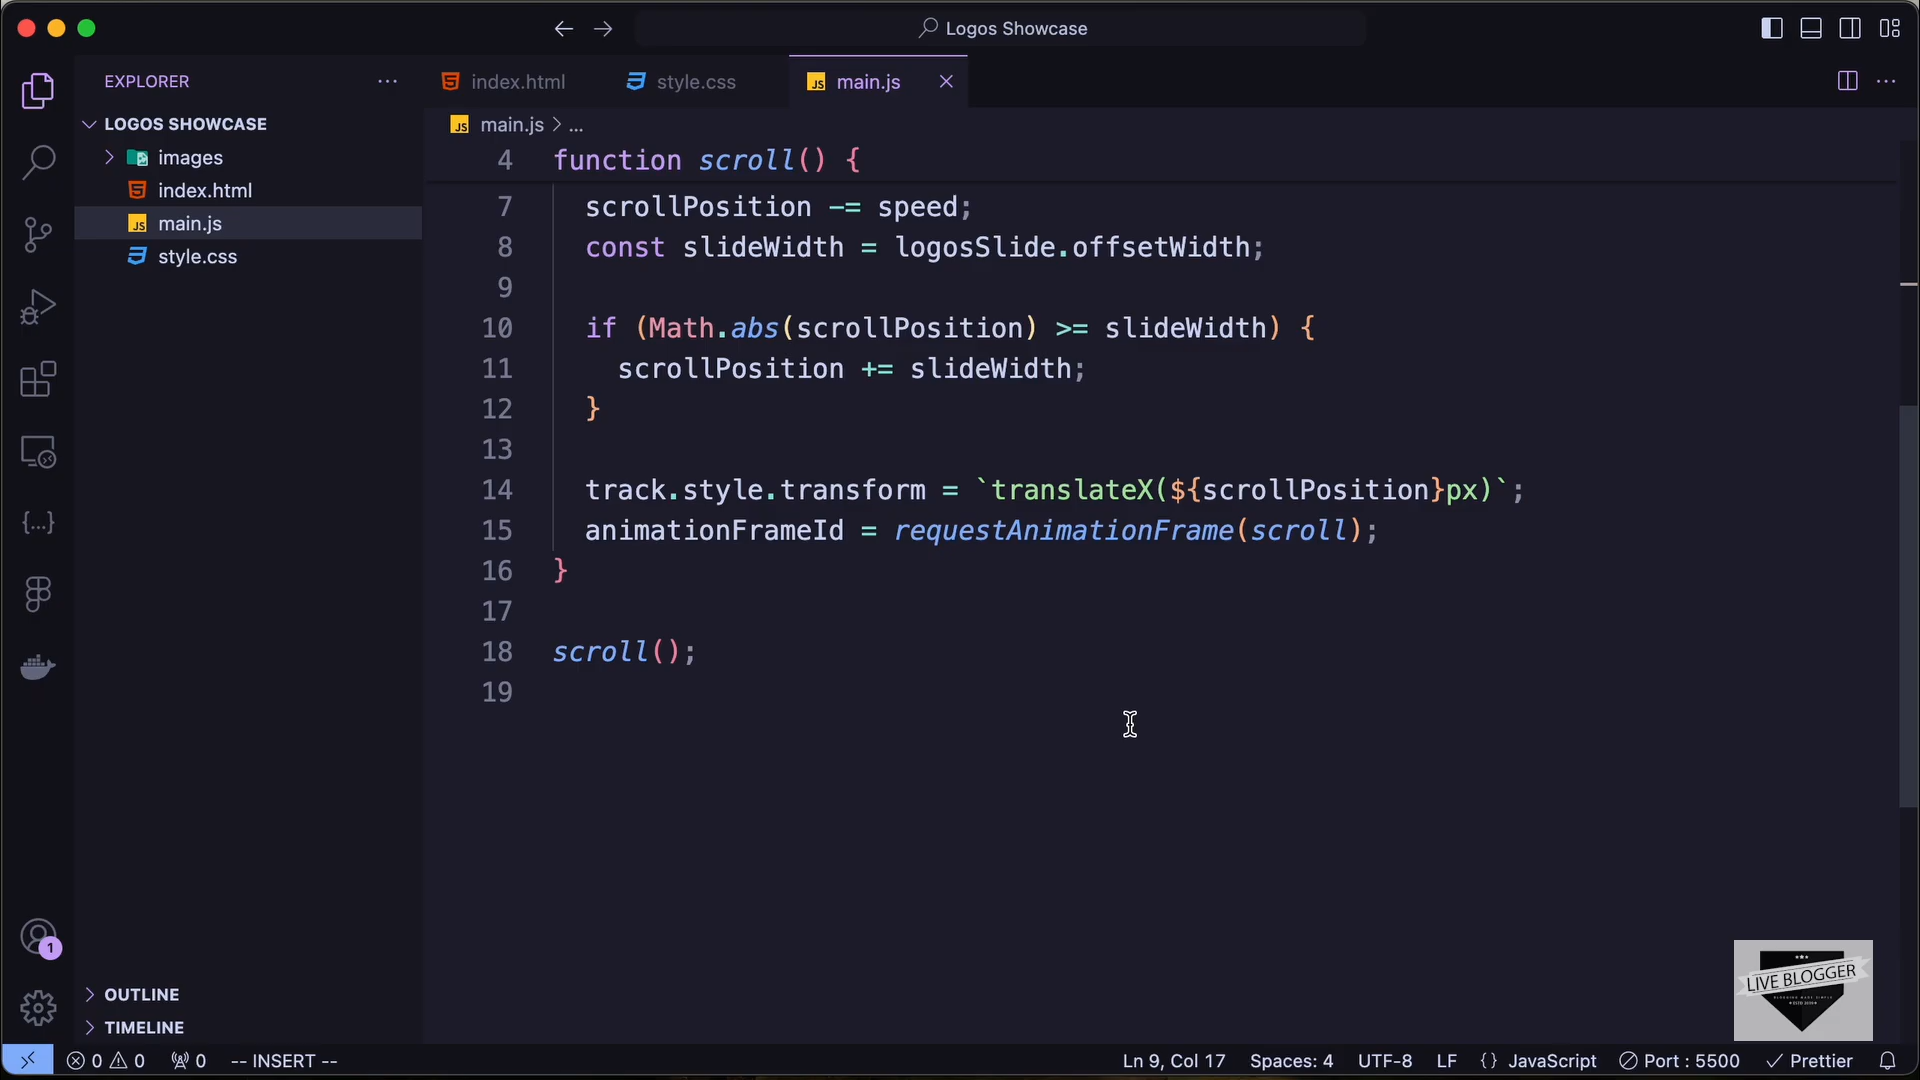 Logos Showcase
EXPLORER
LOGOS SHOWCASE
images
index.html
main.js
style.css
OUTLINE
TIMELINE
index.html
style.css
main.js
main.js > ...
4 function scroll() {
7 scrollPosition -= speed;
8 const slideWidth = logosSlide.offsetWidth;
9
10 if (Math.abs(scrollPosition) >= slideWidth) {
11 scrollPosition += slideWidth;
12 }
13
14 track.style.transform = `translateX(${scrollPosition}px)`;
15 animationFrameId = requestAnimationFrame(scroll);
16 }
17
18 scroll();
19
LIVE BLOGGER
1
0 0 0 -- INSERT -- Ln 9, Col 17 Spaces: 4 UTF-8 LF {} JavaScript Port : 5500 Prettier